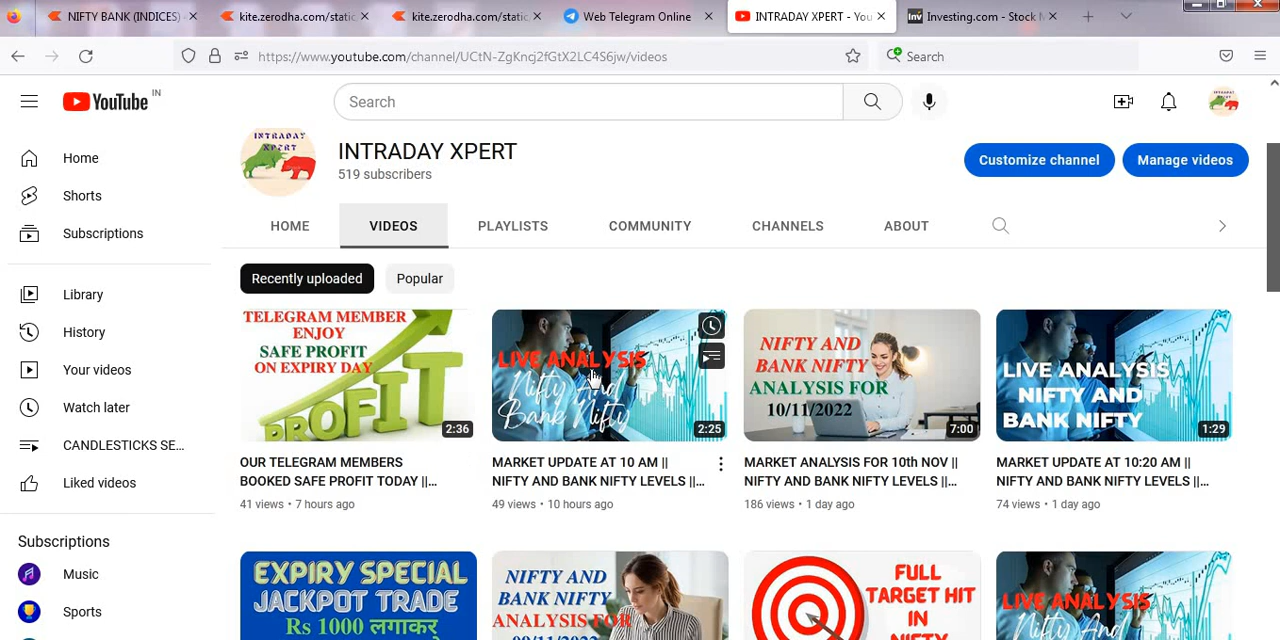 NIFTY BANK (INDICES)
kite.zerodha.com/static
kite.zerodha.com/static
Web Telegram Online
INTRADAY XPERT - You
Inv Investing.com - Stock M
https://www.youtube.com/channel/UCtN-ZgKncj2fGtX2LC4S6jw/videos
Search
YouTube IN
Search
Home
Shorts
Subscriptions
Library
History
Your videos
Watch later
CANDLESTICKS SE...
Liked videos
Subscriptions
Music
Sports
INTRADAY
XPERT
INTRADAY XPERT
519 subscribers
Customize channel
Manage videos
HOME
VIDEOS
PLAYLISTS
COMMUNITY
CHANNELS
ABOUT
Recently uploaded
Popular
TELEGRAM MEMBER
ENJOY
SAFE PROFIT
ON EXPIRY DAY
PROFIT
2:36
OUR TELEGRAM MEMBERS
BOOKED SAFE PROFIT TODAY ||...
41 views • 7 hours ago
LIVE ANALYSIS
Nifty And
Bank Nifty
2:25
MARKET UPDATE AT 10 AM ||
NIFTY AND BANK NIFTY LEVELS ||...
49 views • 10 hours ago
NIFTY AND
BANK NIFTY
ANALYSIS FOR
10/11/2022
7:00
MARKET ANALYSIS FOR 10th NOV ||
NIFTY AND BANK NIFTY LEVELS ||...
186 views • 1 day ago
LIVE ANALYSIS
NIFTY AND
BANK NIFTY
1:29
MARKET UPDATE AT 10:20 AM ||
NIFTY AND BANK NIFTY LEVELS ||...
74 views • 1 day ago
EXPIRY SPECIAL
JACKPOT TRADE
Rs 1000 लगाकर
NIFTY AND
BANK NIFTY
ANALYSIS FOR
FULL
TARGET HIT
IN
NIFTY
LIVE ANALYSIS
Nifty And